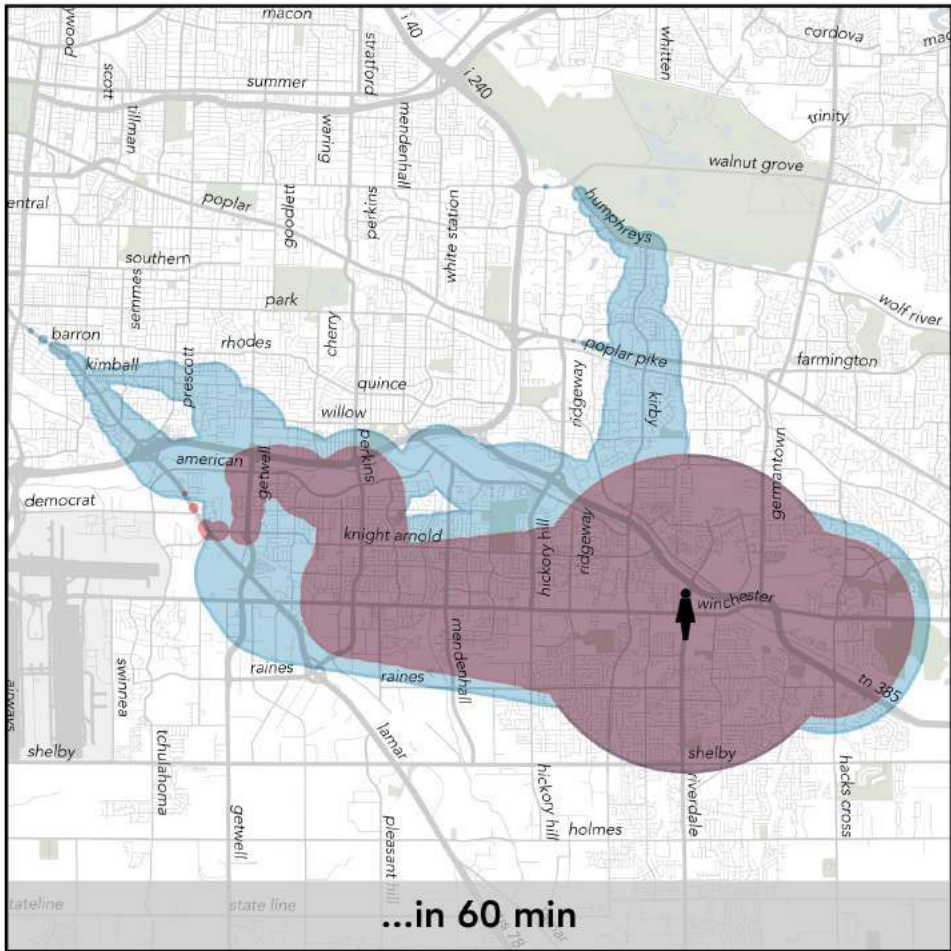 macon
i 40
poow, 
scott
tillman
summer
stratford
waring
mendenhall
i 240
whitten
cordova
trinity
walnut grove
entral
poplar
goodlett
perkins
white station
humphreys
southern
semmes
park
wolf river
barron
kimball
prescott
rhodes
cherry
quince
willow
ridgeway
poplar pike
kirby
farmington
american
getwell
perkins
germantown
democrat
knight arnold
hickory hill
ridgeway
winchester
airways
swinnea
raines
raines
mendenhall
tn 385
shelby
tchulahoma
lamar
shelby
getwell
pleasant hill
hickory hill
holmes
riverdale
hacks cross
stateline
state line
...in 60 min